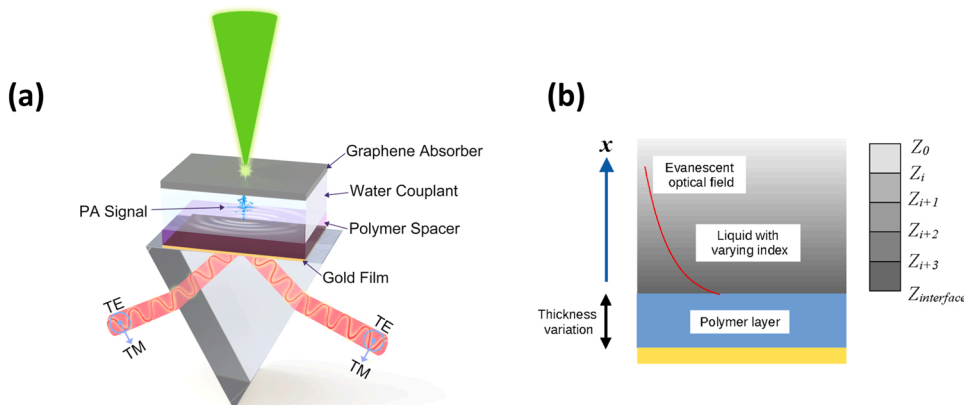 (a)
Graphene Absorber
Water Couplant
PA Signal
Polymer Spacer
Gold Film
TE
TM
TE
TM
(b)
x
Evanescent
optical field
Liquid with
varying index
Thickness
variation
Polymer layer
Z0
Zi
Zi+1
Zi+2
Zi+3
Zinterface